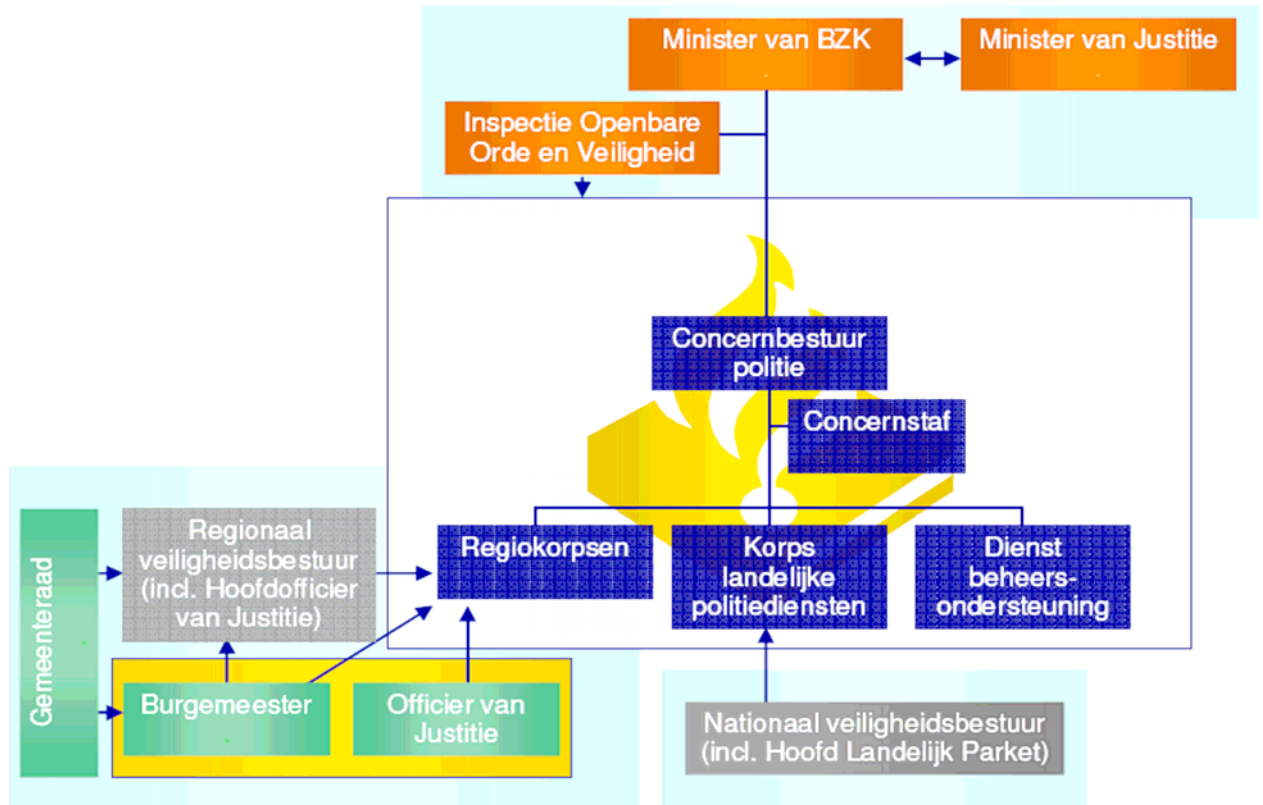 Minister van BZK
Minister van Justitie
Inspectie Openbare
Orde en Veiligheid
Concernbestuur
politie
Concernstaf
Regiokorpsen
Korps
landelijke
politiediensten
Dienst
beheers-
ondersteuning
Gemeenteraad
Regionaal
veiligheidsbestuur
(incl. Hoofdofficier
van Justitie)
Burgemeester
Officier van
Justitie
Nationaal veiligheidsbestuur
(incl. Hoofd Landelijk Parket)